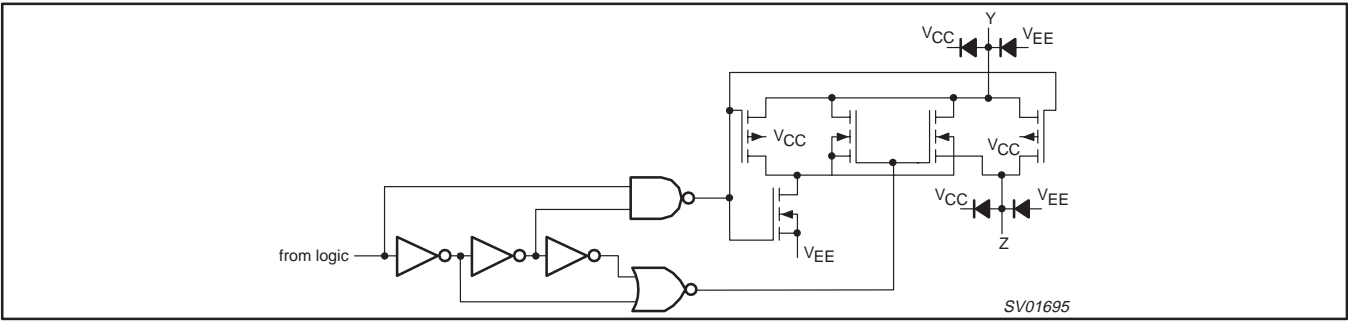 Y
VCC
VEE
VCC
VCC
VCC
VEE
VEE
Z
from logic
SV01695